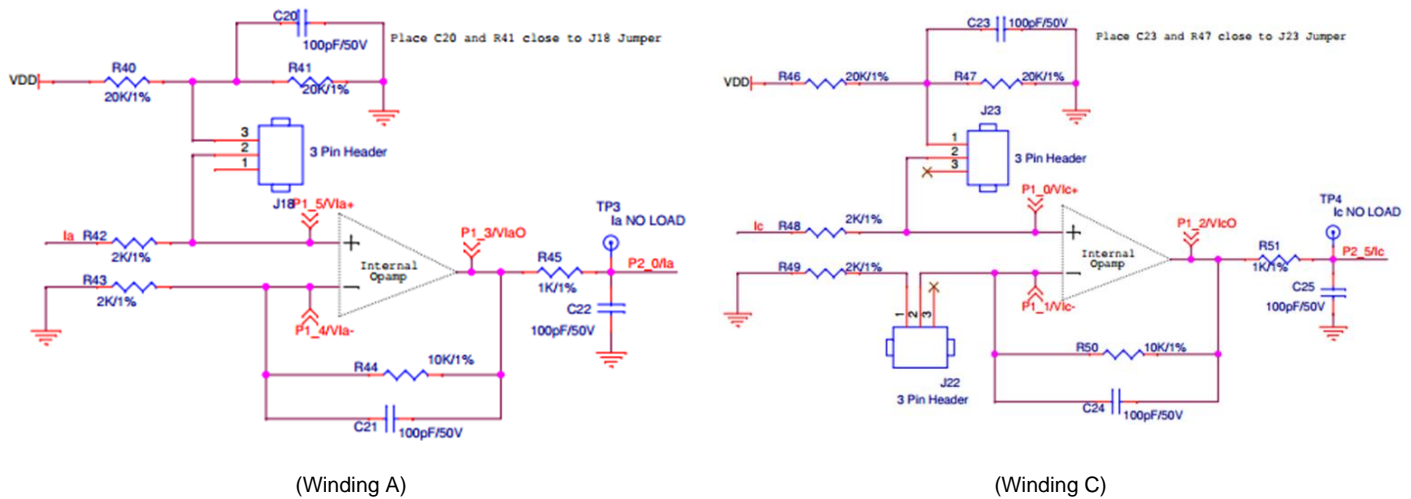 C20
100pF/50V
Place C20 and R41 close to J18 Jumper
VDD
R40
20K/1%
R41
20K/1%
3
2
1
3 Pin Header
J18
P1_5/VIa+
Ia
R42
2K/1%
R43
2K/1%
+
Internal
Opamp
-
P1_4/VIa-
P1_3/VIaO
R45
1K/1%
TP3
Ia NO LOAD
P2_0/Ia
C22
100pF/50V
R44
10K/1%
C21
100pF/50V
(Winding A)
C23
100pF/50V
Place C23 and R47 close to J23 Jumper
VDD
R46
20K/1%
R47
20K/1%
J23
1
2
3
3 Pin Header
P1_0/VIc+
Ic
R48
2K/1%
R49
2K/1%
+
Internal
Opamp
-
P1_1/VIc-
1
2
3
J22
3 Pin Header
P1_2/VIcO
R51
1K/1%
TP4
Ic NO LOAD
P2_5/Ic
C25
100pF/50V
R50
10K/1%
C24
100pF/50V
(Winding C)